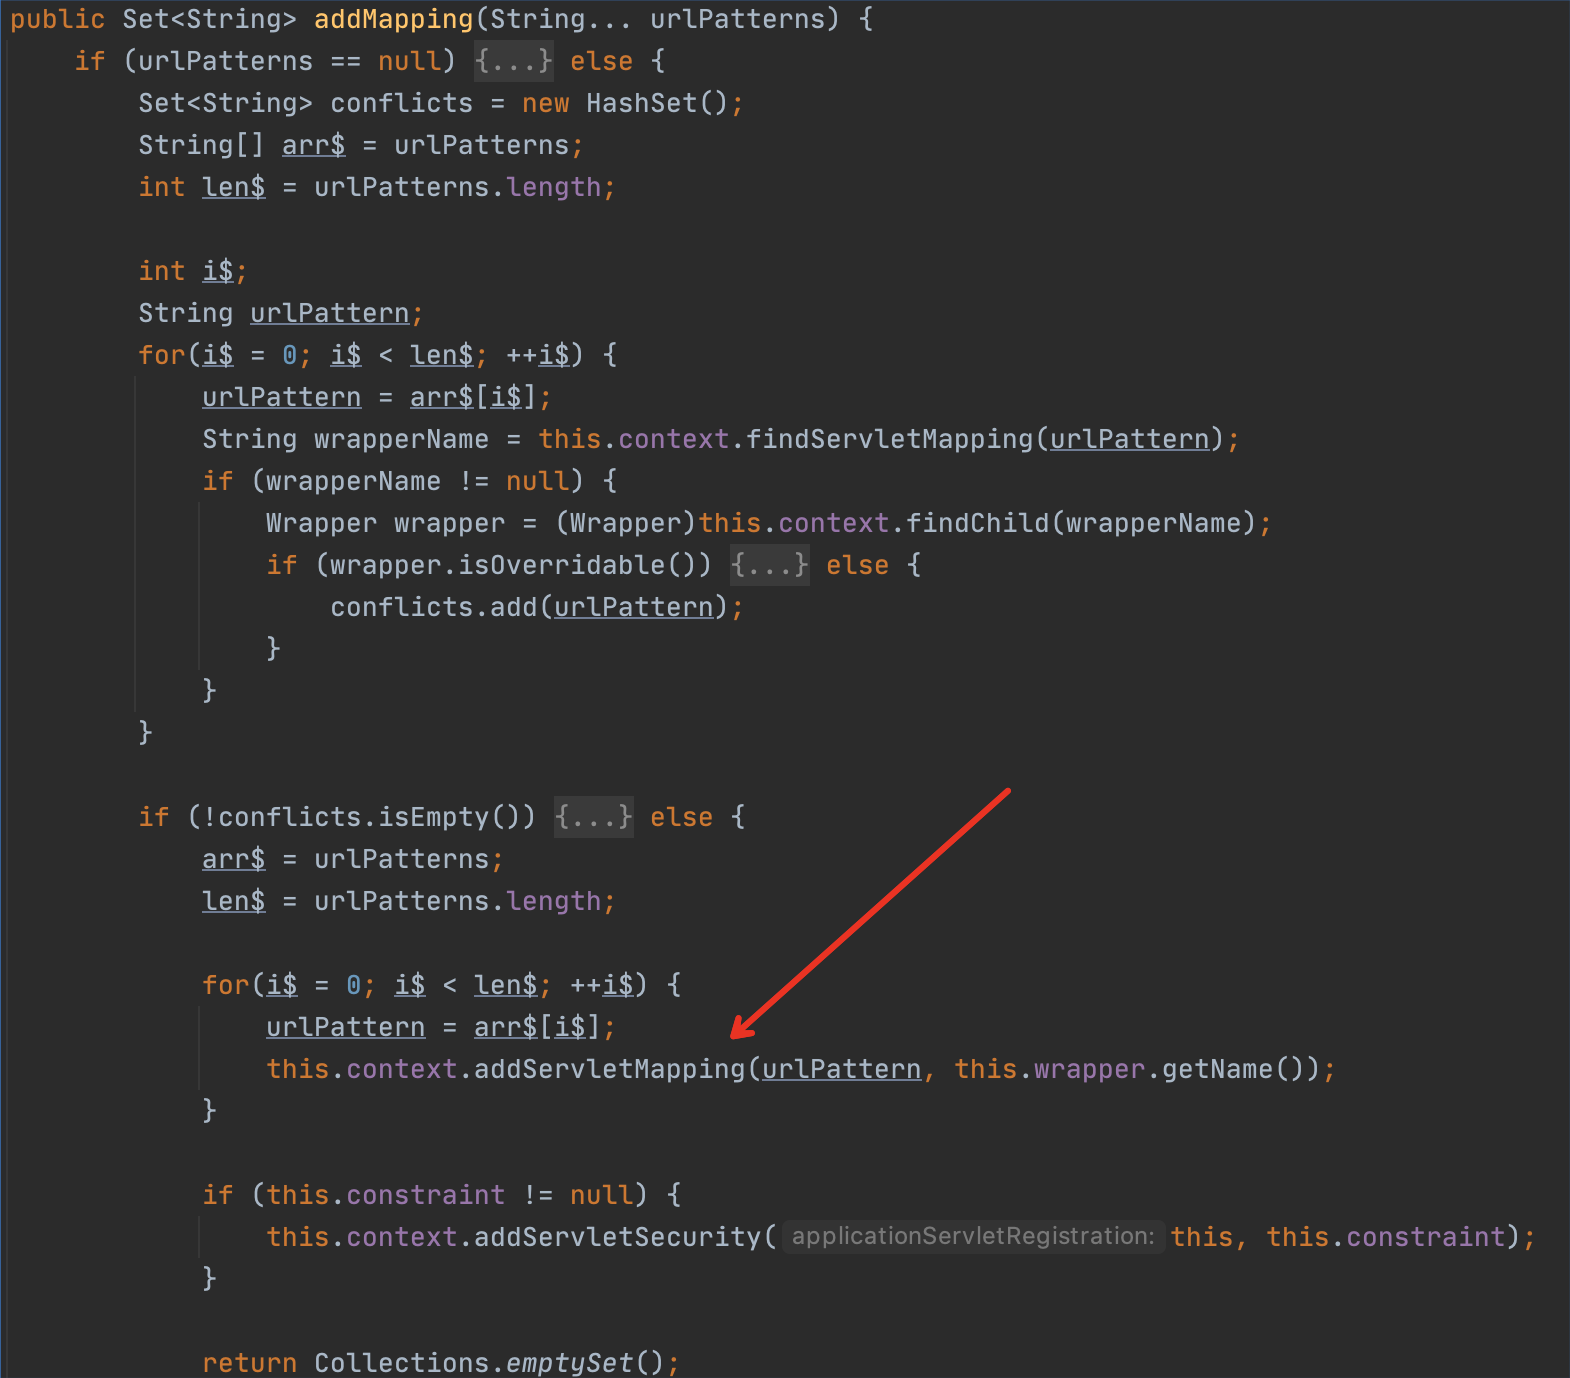 public Set<String> addMapping(String... urlPatterns) {
if (urlPatterns == null) {...} else {
Set<String> conflicts = new HashSet();
String[] arr$ = urlPatterns;
int len$ = urlPatterns.length;
int i$;
String urlPattern;
for(i$ = 0; i$ < len$; ++i$) {
urlPattern = arr$[i$];
String wrapperName = this.context.findServletMapping(urlPattern);
if (wrapperName != null) {
Wrapper wrapper = (Wrapper)this.context.findChild(wrapperName);
if (wrapper.isOverridable()) {...} else {
conflicts.add(urlPattern);
}
}
}
if (!conflicts.isEmpty()) {...} else {
arr$ = urlPatterns;
len$ = urlPatterns.length;
for(i$ = 0; i$ < len$; ++i$) {
urlPattern = arr$[i$];
this.context.addServletMapping(urlPattern, this.wrapper.getName());
}
if (this.constraint != null) {
this.context.addServletSecurity( applicationServletRegistration: this, this.constraint);
}
return Collections.emptySet();